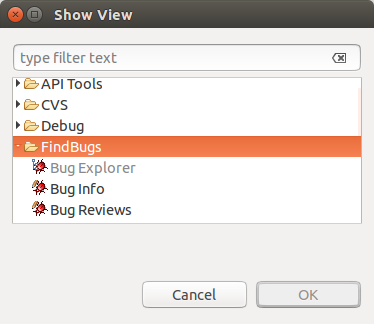 Show View
type filter text
API Tools
CVS
Debug
FindBugs
Bug Explorer
Bug Info
Bug Reviews
Cancel
OK